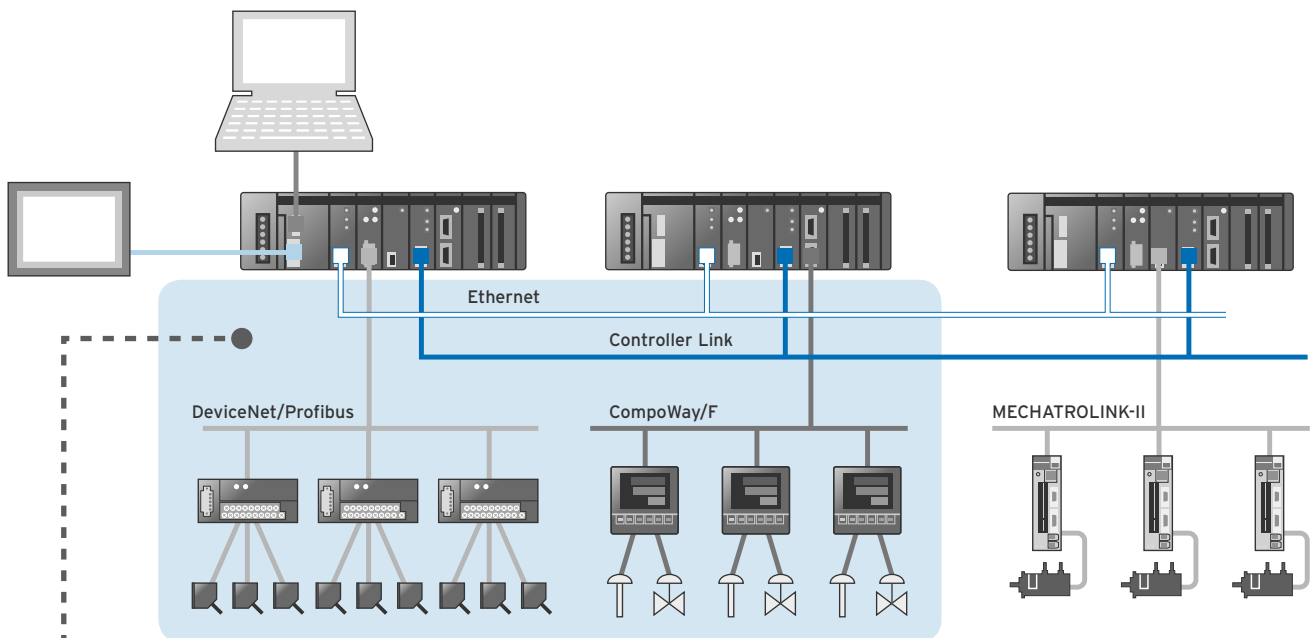 Ethernet
Controller Link
DeviceNet/Profibus
CompoWay/F
MECHATROLINK-II